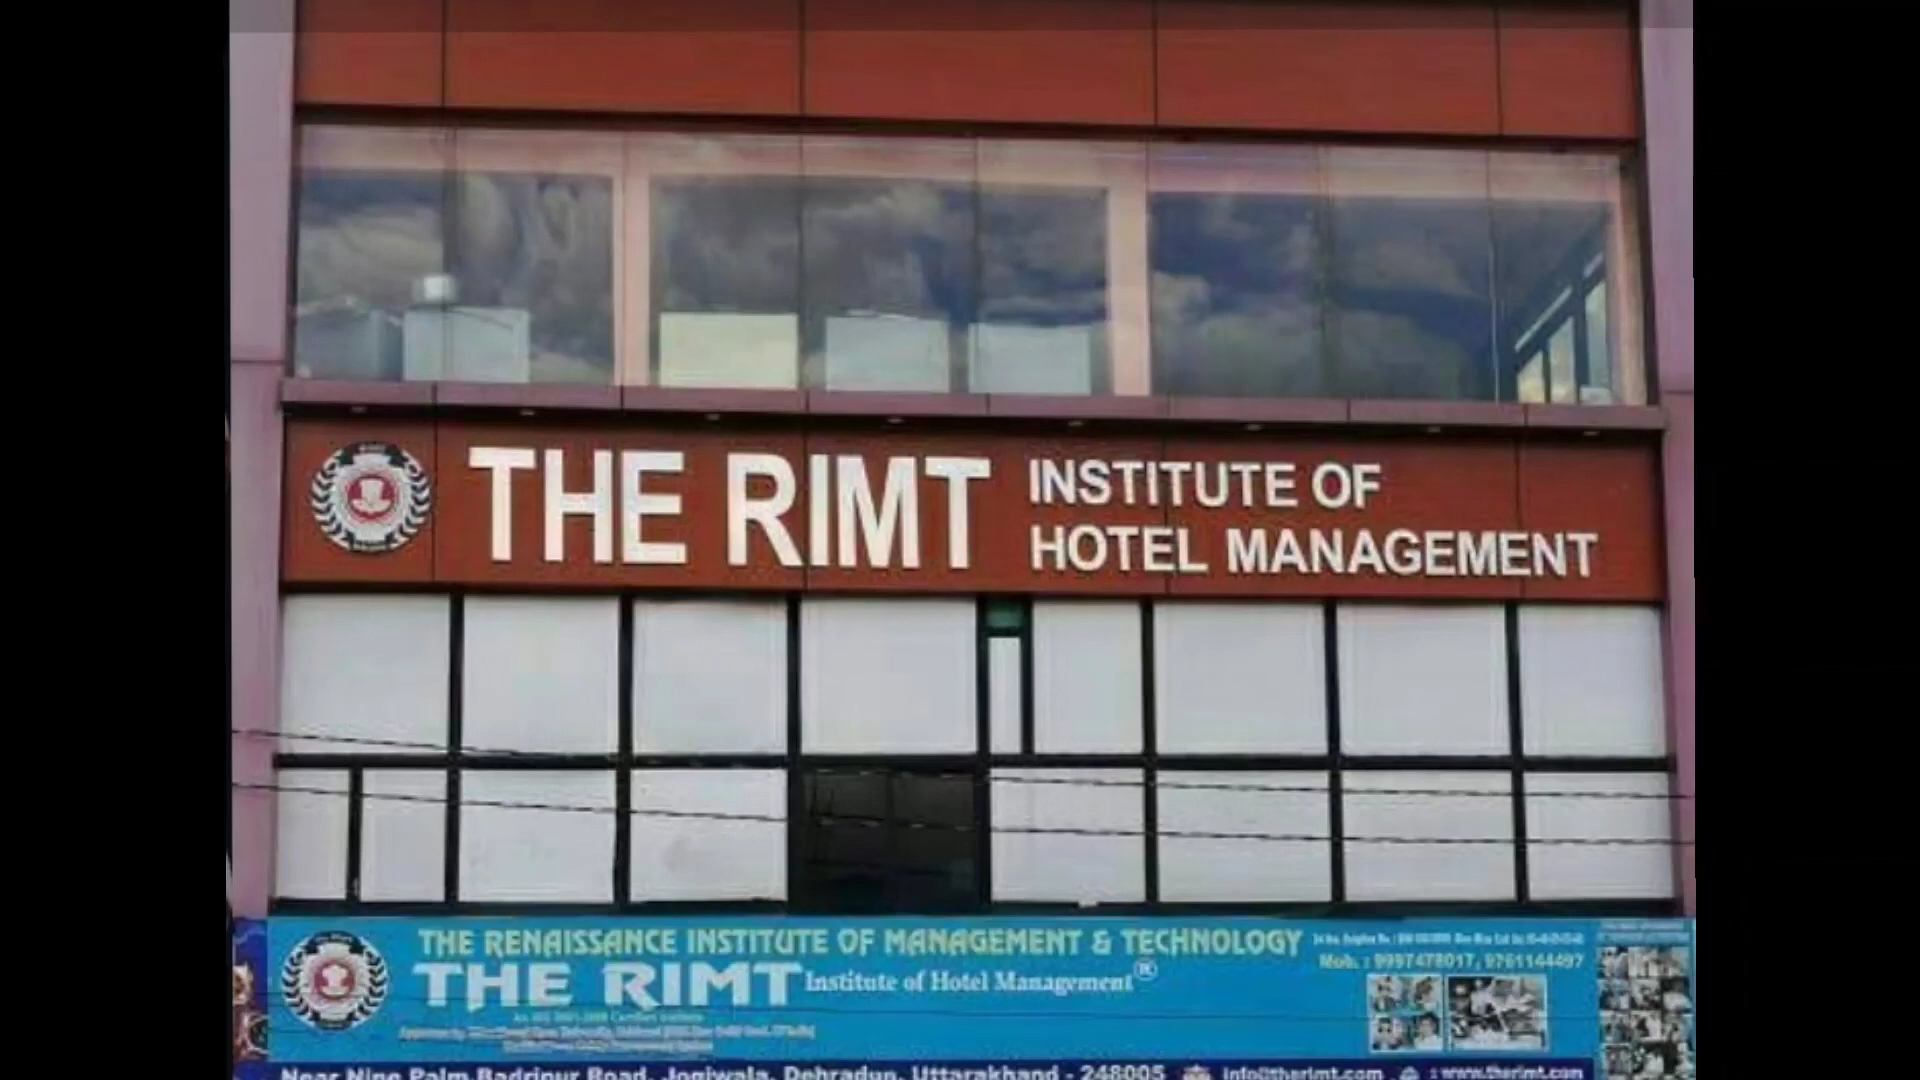 THE RIMT
INSTITUTE OF
HOTEL MANAGEMENT
THE RENAISSANCE INSTITUTE OF MANAGEMENT & TECHNOLOGY
Mob. : 9997478017, 9761144497
THE RIMT Institute of Hotel Management®
Near Nine Palm, Badripur Road, Jogiwala, Dehradun, Uttarakhand - 248005 info@therimt.com : www.therimt.com